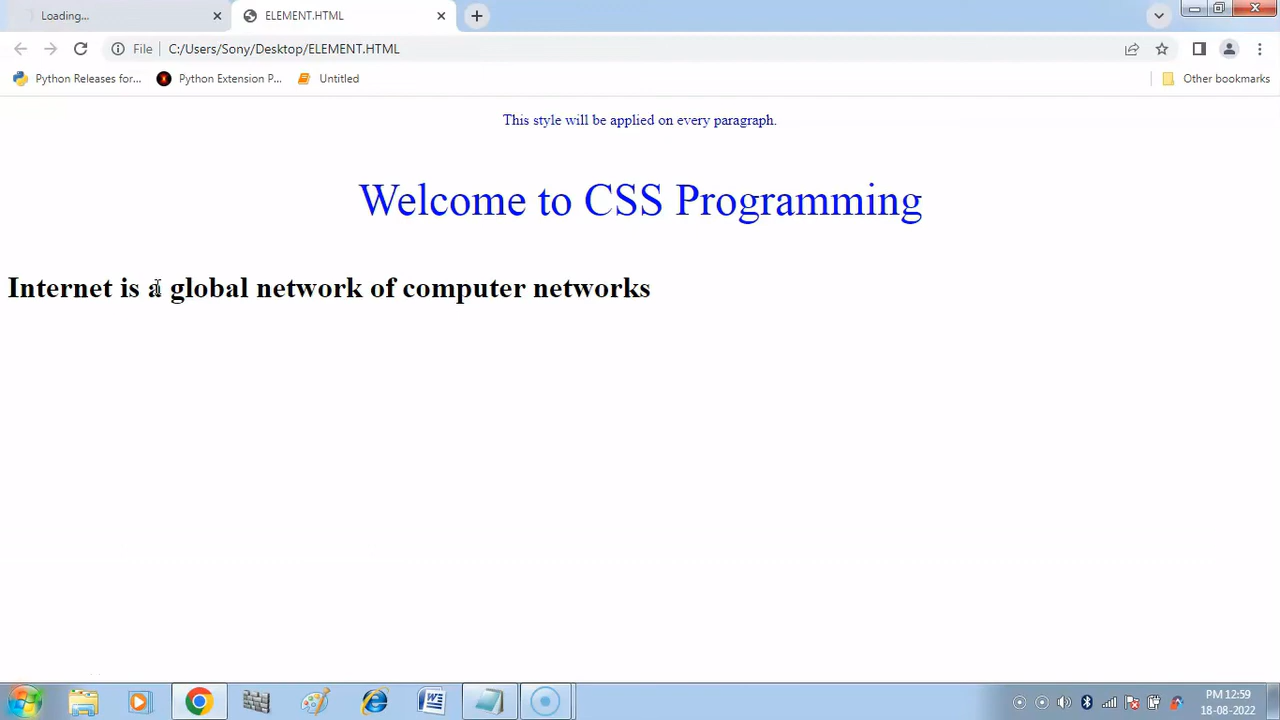 Loading...
ELEMENT.HTML
File
C:/Users/Sony/Desktop/ELEMENT.HTML
Python Releases for...
Python Extension P...
Untitled
Other bookmarks
This style will be applied on every paragraph.
Welcome to CSS Programming
Internet is a global network of computer networks
PM 12:59
18-08-2022